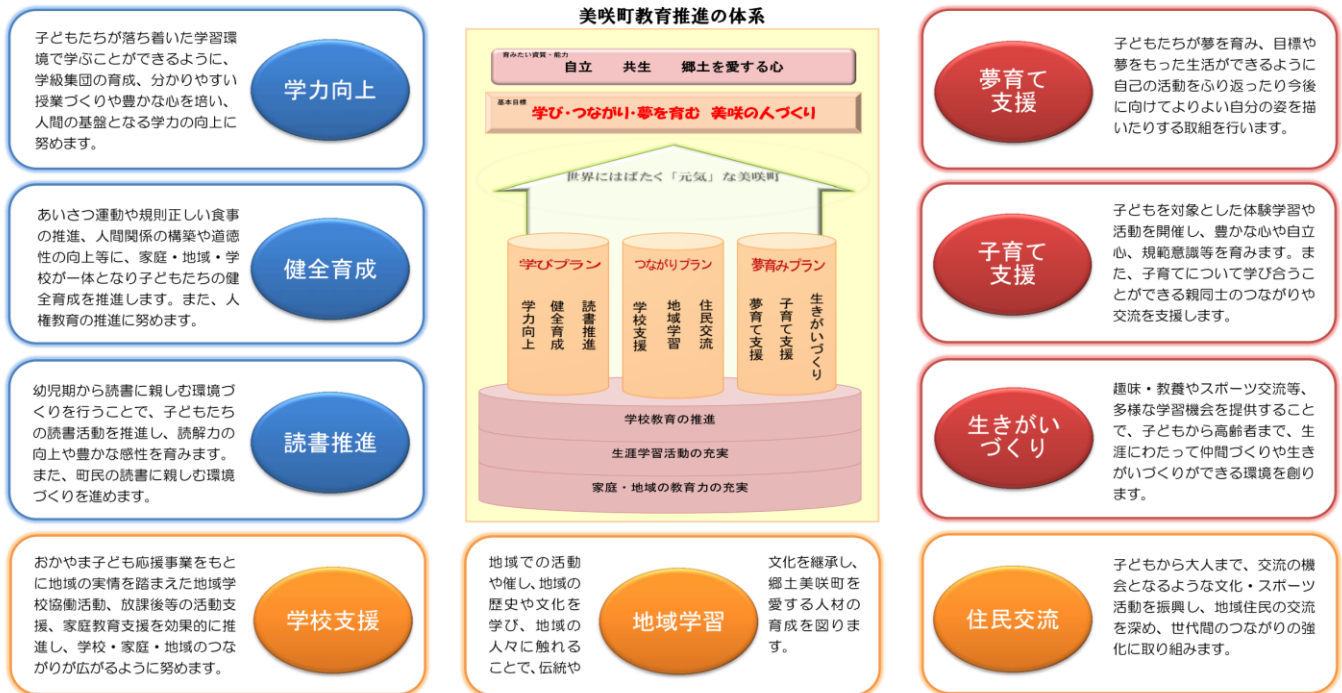 美咲町教育推進の体系
子どもたちが落ち着いた学習環
境で学ぶことができるように、
学級集団の育成、分かりやすい
授業づくりや豊かな心を培い、
人間の基盤となる学力の向上に
努めます。
学力向上
あいさつ運動や規則正しい食事
の推進、人間関係の構築や道徳
性の向上等に、家庭・地域・学
校が一体となり子どもたちの健
全育成を推進します。また、人
権教育の推進に努めます。
健全育成
幼児期から読書に親しむ環境づ
くりを行うことで、子どもたち
の読書活動を推進し、読解力の
向上や豊かな感性を育みます。
また、町民の読書に親しむ環境
づくりを進めます。
読書推進
育みたい資質・能力
自立 共生 郷土を愛する心
基本目標
学び・つながり・夢を育む 美咲の人づくり
世界にはばたく「元気」な美咲町
学びプラン
学力向上
健全育成
読書推進
つながりプラン
学校支援
地域学習
住民交流
夢育みプラン
夢育て支援
子育て支援
生きがいづくり
学校教育の推進
生涯学習活動の充実
家庭・地域の教育力の充実
夢育て
支援
子どもたちが夢を育み、目標や
夢をもった生活ができるように
自己の活動をふり返ったり今後
に向けてよりよい自分の姿を描
いたりする取組を行います。
子育て
支援
子どもを対象とした体験学習や
活動を開催し、豊かな心や自立
心、規範意識等を育みます。ま
た、子育てについて学び合うこ
とができる親同士のつながりや
交流を支援します。
生きがい
づくり
趣味・教養やスポーツ交流等、
多様な学習機会を提供すること
で、子どもから高齢者まで、生
涯にわたって仲間づくりや生き
がいづくりができる環境を創り
ます。
おかやま子ども応援事業をもと
に地域の実情を踏まえた地域学
校協働活動、放課後等の活動支
援、家庭教育支援を効果的に推
進し、学校・家庭・地域のつな
がりが広がるように努めます。
学校支援
地域での活動
や催し、地域の
歴史や文化を
学び、地域の
人々に触れる
ことで、伝統や
地域学習
文化を継承し、
郷土美咲町を
愛する人材の
育成を図りま
す。
住民交流
子どもから大人まで、交流の機
会となるような文化・スポーツ
活動を振興し、地域住民の交流
を深め、世代間のつながりの強
化に取り組みます。